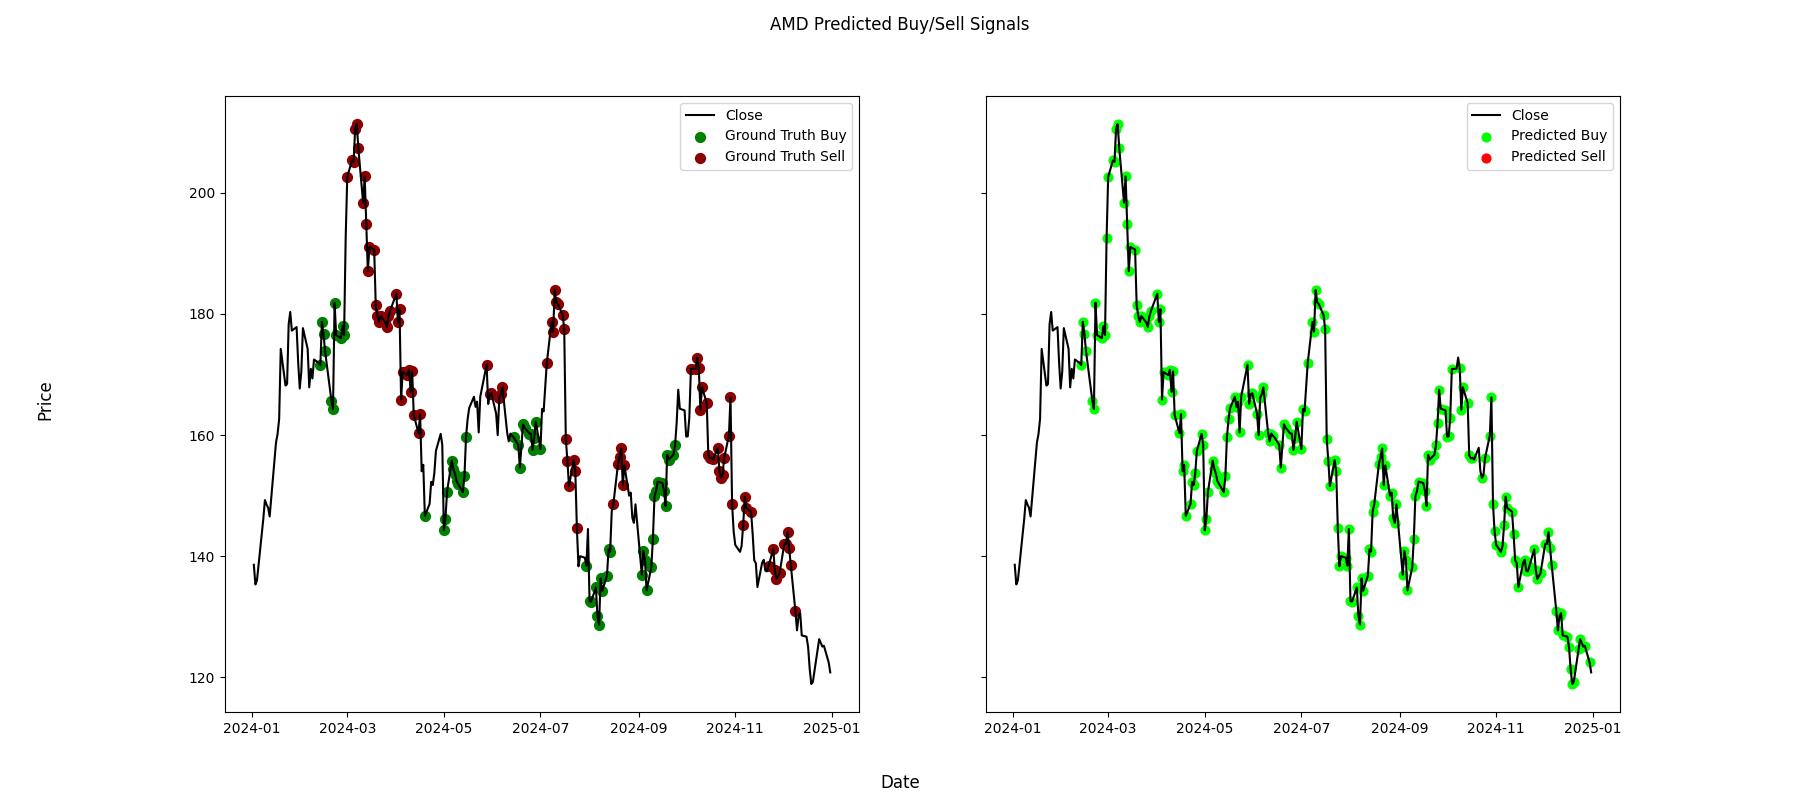 AMD Predicted Buy/Sell Signals
Close
Ground Truth Buy
Ground Truth Sell
Close
Predicted Buy
Predicted Sell
200
180
160
140
120
Price
2024-01 2024-03 2024-05 2024-07 2024-09 2024-11 2025-01
2024-01 2024-03 2024-05 2024-07 2024-09 2024-11 2025-01
Date